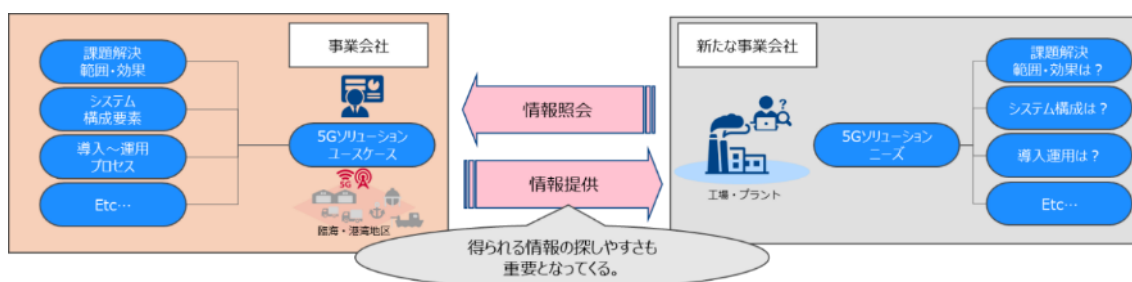 事業会社
課題解決
範囲・効果
システム
構成要素
導入～運用
プロセス
Etc…
5Gソリューション
ユースケース
5G
臨海・港湾地区
情報照会
情報提供
得られる情報の探しやすさも
重要となってくる。
新たな事業会社
?
工場・プラント
5Gソリューション
ニーズ
課題解決
範囲・効果は？
システム構成は？
導入運用は？
Etc…